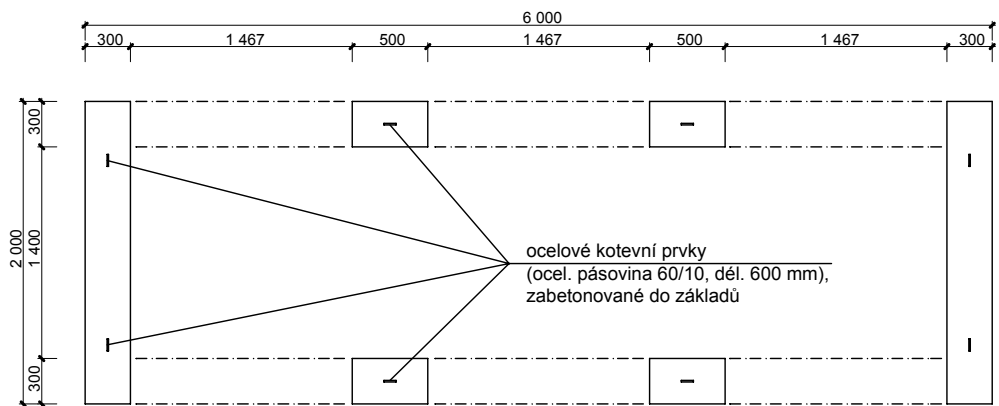 6 000
300 1 467 500 1 467 500 1 467 300
300
2 000
1 400
300
ocelové kotevní prvky
(ocel. pásovina 60/10, dél. 600 mm),
zabetonované do základů